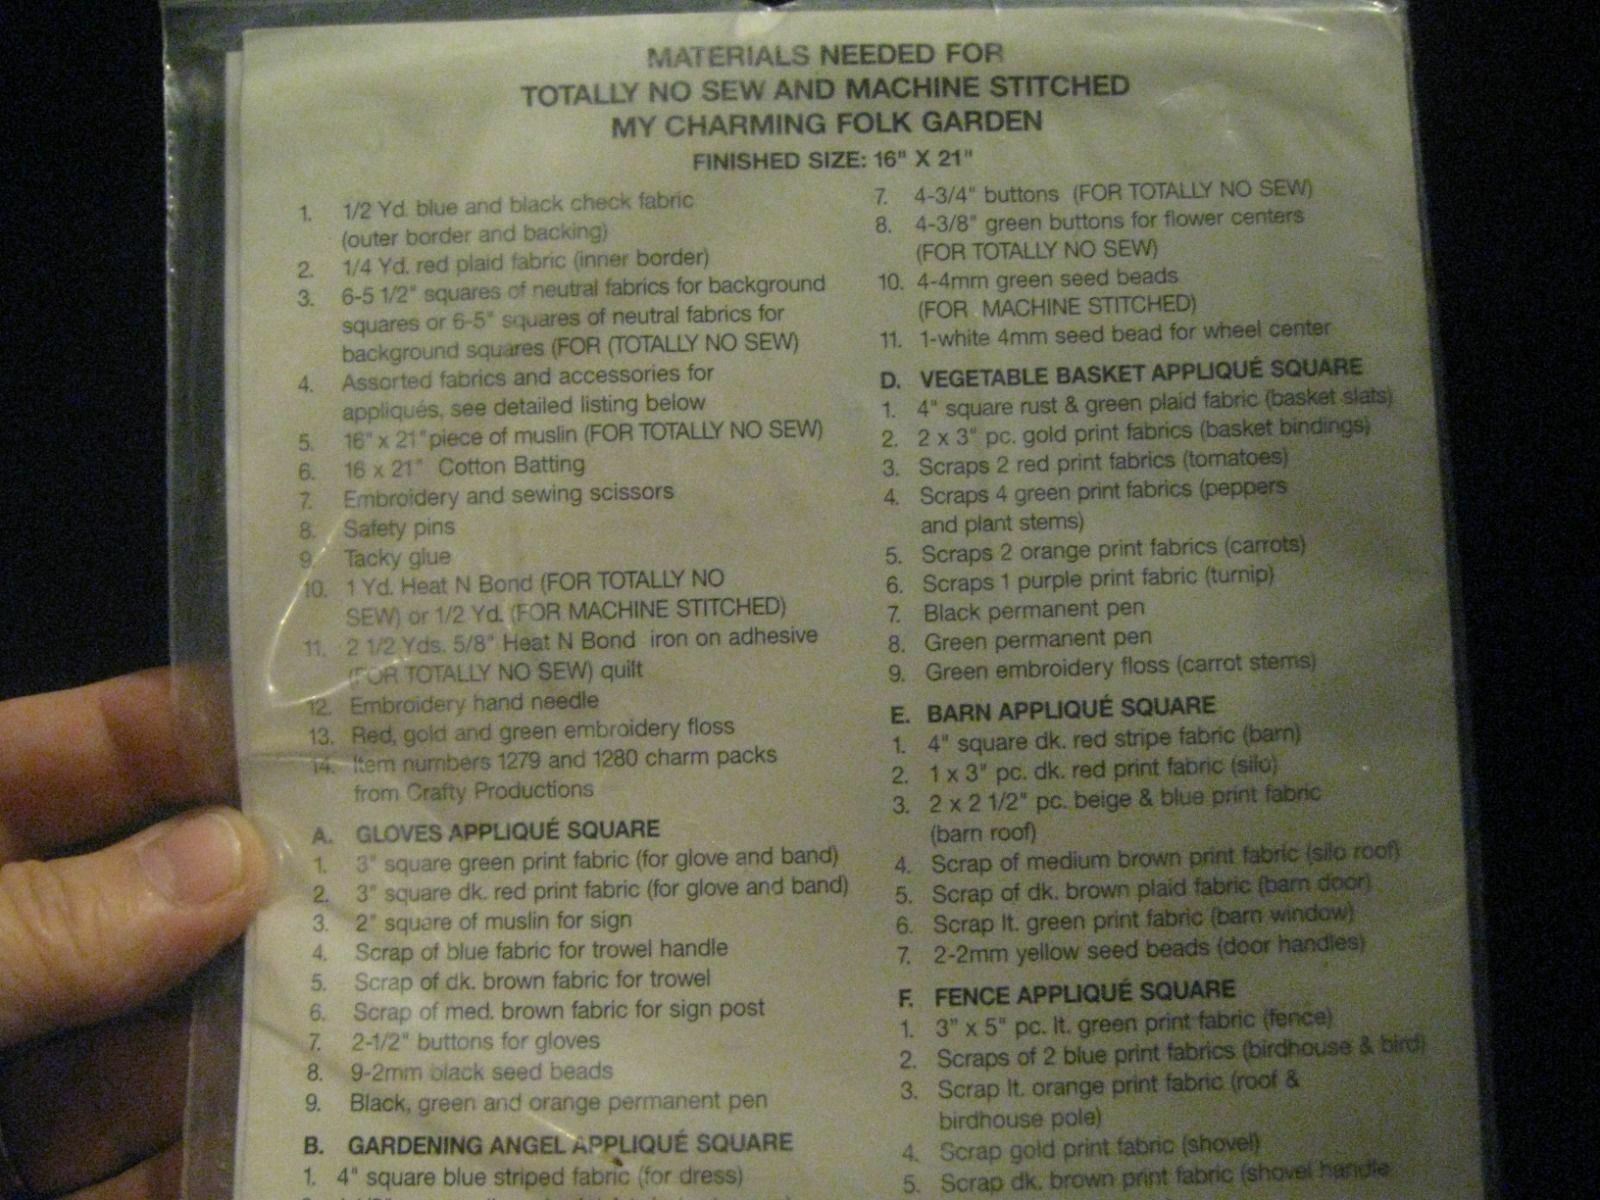 MATERIALS NEEDED FOR
TOTALLY NO SEW AND MACHINE STITCHED
MY CHARMING FOLK GARDEN
FINISHED SIZE: 16" X 21"
1. 1/2 Yd. blue and black check fabric
(outer border and backing)
2. 1/4 Yd. red plaid fabric (inner border)
3. 6-5 1/2" squares of neutral fabrics for background
squares or 6-5" squares of neutral fabrics for
background squares (FOR (TOTALLY NO SEW)
4. Assorted fabrics and accessories for
appliqués, see detailed listing below
5. 16" x 21" piece of muslin (FOR TOTALLY NO SEW)
6. 16 x 21" Cotton Batting
7. Embroidery and sewing scissors
8. Safety pins
9. Tacky glue
10. 1 Yd. Heat N Bond (FOR TOTALLY NO
SEW) or 1/2 Yd. (FOR MACHINE STITCHED)
11. 2 1/2 Yds. 5/8" Heat N Bond iron on adhesive
(FOR TOTALLY NO SEW) quilt
12. Embroidery hand needle
13. Red, gold and green embroidery floss
14. Item numbers 1279 and 1280 charm packs
from Crafty Productions
A. GLOVES APPLIQUÉ SQUARE
1. 3" square green print fabric (for glove and band)
2. 3" square dk. red print fabric (for glove and band)
3. 2" square of muslin for sign
4. Scrap of blue fabric for trowel handle
5. Scrap of dk. brown fabric for trowel
6. Scrap of med. brown fabric for sign post
7. 2-1/2" buttons for gloves
8. 9-2mm black seed beads
9. Black, green and orange permanent pen
B. GARDENING ANGEL APPLIQUÉ SQUARE
1. 4" square blue striped fabric (for dress)
7. 4-3/4" buttons (FOR TOTALLY NO SEW)
8. 4-3/8" green buttons for flower centers
(FOR TOTALLY NO SEW)
10. 4-4mm green seed beads
(FOR MACHINE STITCHED)
11. 1-white 4mm seed bead for wheel center
D. VEGETABLE BASKET APPLIQUÉ SQUARE
1. 4" square rust & green plaid fabric (basket slats)
2. 2 x 3" pc. gold print fabrics (basket bindings)
3. Scraps 2 red print fabrics (tomatoes)
4. Scraps 4 green print fabrics (peppers
and plant stems)
5. Scraps 2 orange print fabrics (carrots)
6. Scraps 1 purple print fabric (turnip)
7. Black permanent pen
8. Green permanent pen
9. Green embroidery floss (carrot stems)
E. BARN APPLIQUÉ SQUARE
1. 4" square dk. red stripe fabric (barn)
2. 1 x 3" pc. dk. red print fabric (silo)
3. 2 x 2 1/2" pc. beige & blue print fabric
(barn roof)
4. Scrap of medium brown print fabric (silo roof)
5. Scrap of dk. brown plaid fabric (barn door)
6. Scrap lt. green print fabric (barn window)
7. 2-2mm yellow seed beads (door handles)
F. FENCE APPLIQUÉ SQUARE
1. 3" x 5" pc. lt. green print fabric (fence)
2. Scraps of 2 blue print fabrics (birdhouse & bird)
3. Scrap lt. orange print fabric (roof &
birdhouse pole)
4. Scrap gold print fabric (shovel)
5. Scrap dk. brown print fabric (shovel handle